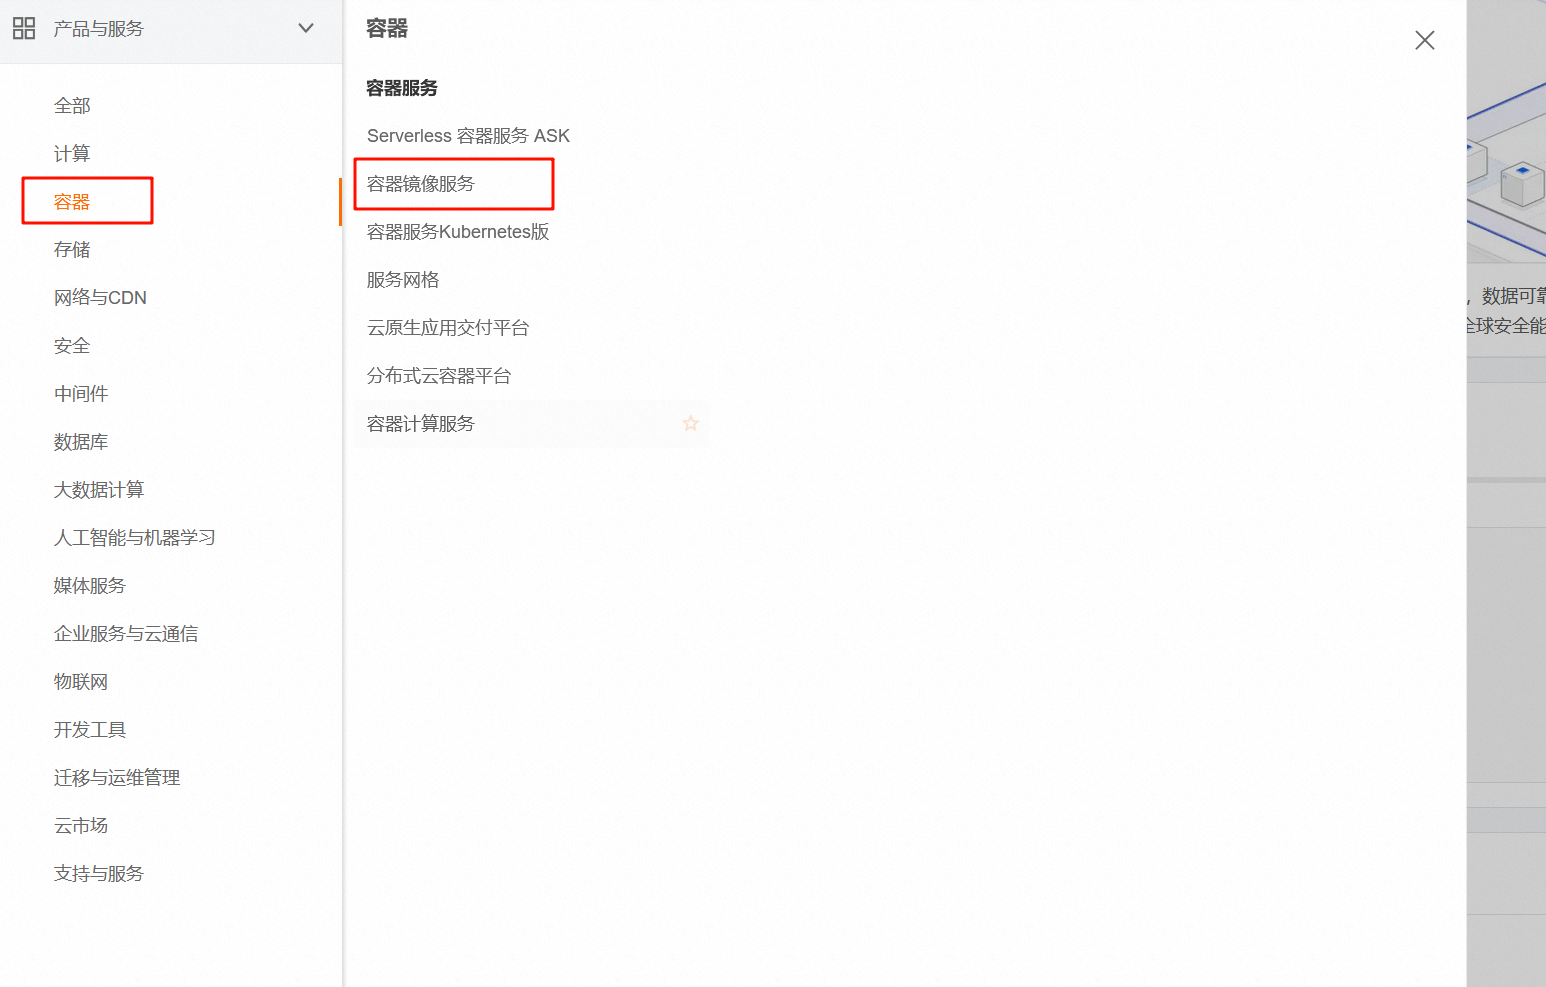 产品与服务
全部
计算
容器
存储
网络与CDN
安全
中间件
数据库
大数据计算
人工智能与机器学习
媒体服务
企业服务与云通信
物联网
开发工具
迁移与运维管理
云市场
支持与服务
容器
容器服务
Serverless 容器服务 ASK
容器镜像服务
容器服务Kubernetes版
服务网格
云原生应用交付平台
分布式云容器平台
容器计算服务
，数据可靠
全球安全能